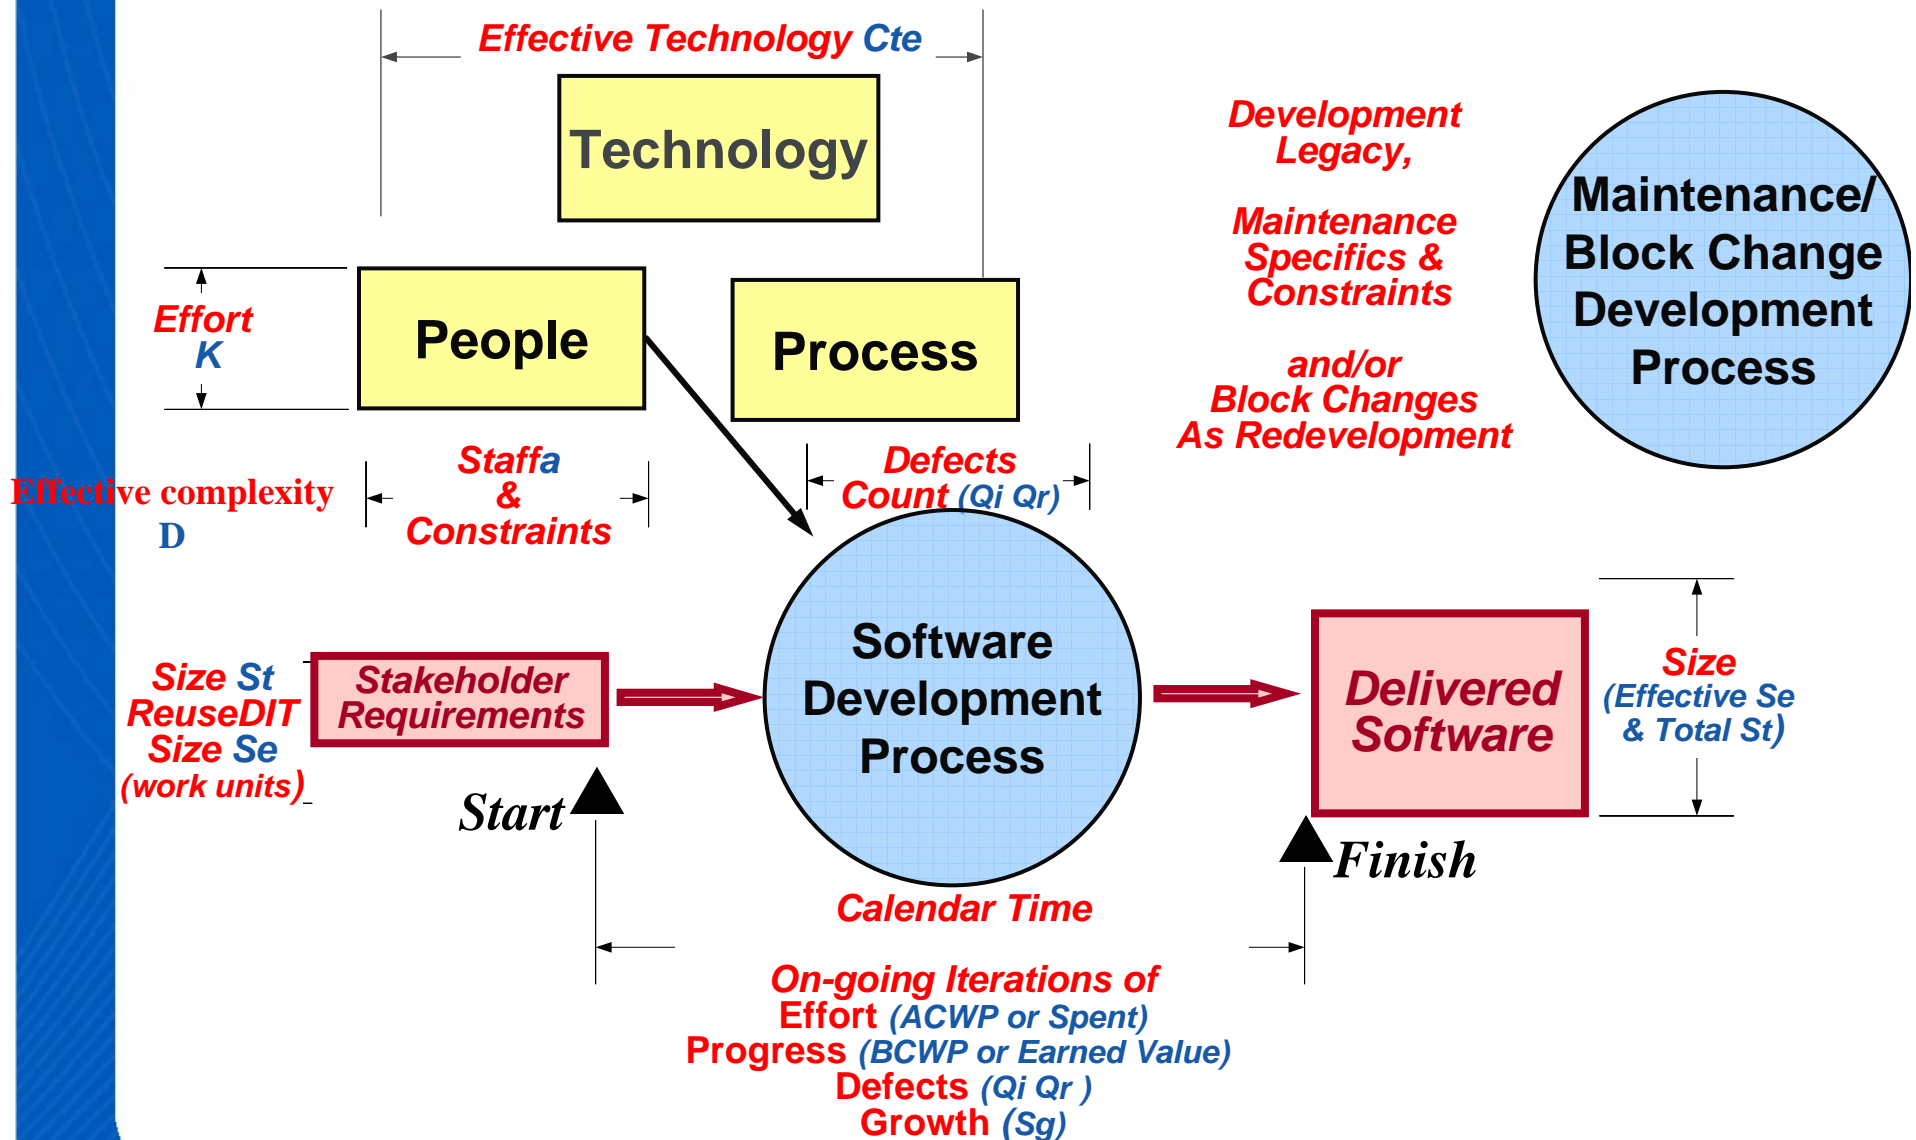 Effective Technology Cte
Technology
Development
Legacy,
Maintenance
Specifics &
Constraints
and/or
Block Changes
As Redevelopment
Maintenance/
Block Change
Development
Process
Effort
K
People
Process
Effective complexity
D
Staffa
&
Constraints
Defects
Count (Qi Qr)
Size St
ReuseDIT
Size Se
(work units)
Stakeholder
Requirements
Software
Development
Process
Delivered
Software
Size
(Effective Se
& Total St)
Start
Finish
Calendar Time
On-going Iterations of
Effort (ACWP or Spent)
Progress (BCWP or Earned Value)
Defects (Qi Qr )
Growth (Sg)